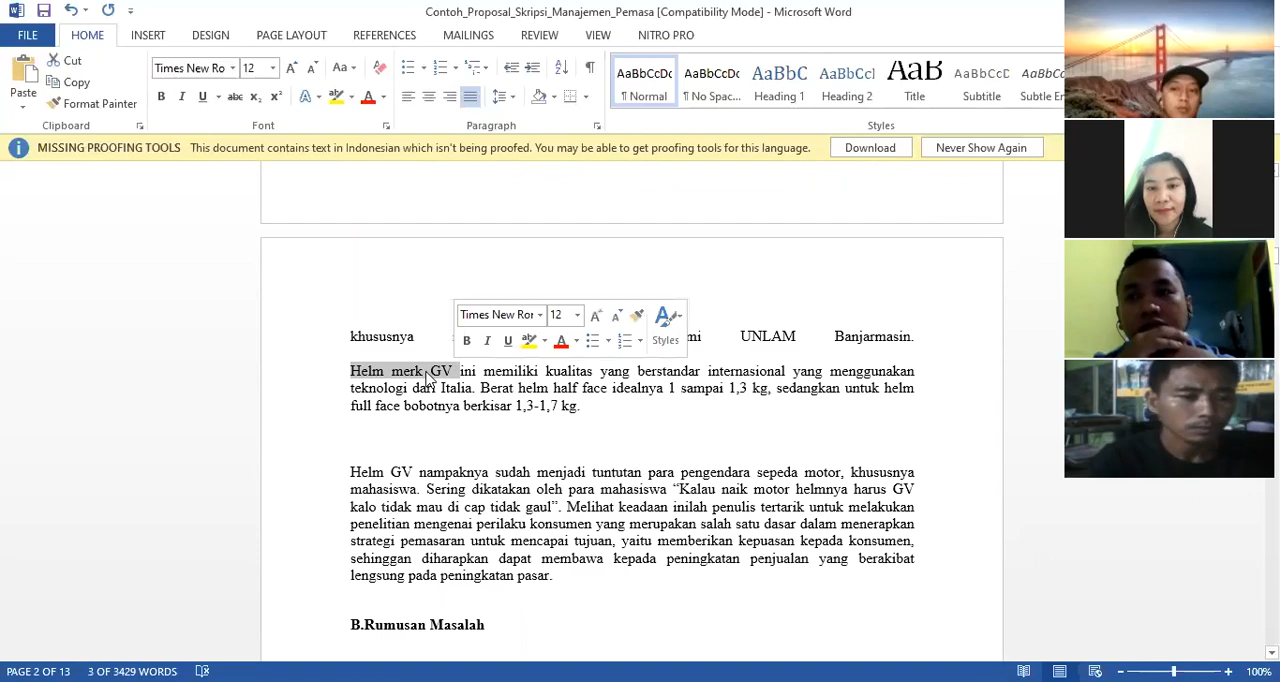 Contoh_Proposal_Skripsi_Manajemen_Pemasa [Compatibility Mode] - Microsoft Word
FILE HOME INSERT DESIGN PAGE LAYOUT REFERENCES MAILINGS REVIEW VIEW NITRO PRO
Cut
Copy
Format Painter
Paste
Clipboard
Times New Ro 12
Font
Paragraph
AaBbCcDc AaBbCcDc AaBbC AaBbCc AaB AaBbCcD AaBbCcDc
¶ Normal ¶ No Spac... Heading 1 Heading 2 Title Subtitle Subtle Em
Styles
MISSING PROOFING TOOLS This document contains text in Indonesian which isn't being proofed. You may be able to get proofing tools for this language. Download Never Show Again
Times New Ror 12
Styles
khususnya UNLAM Banjarmasin.
Helm merk GV ini memiliki kualitas yang berstandar internasional yang menggunakan
teknologi dari Italia. Berat helm half face idealnya 1 sampai 1,3 kg, sedangkan untuk helm
full face bobotnya berkisar 1,3-1,7 kg.
Helm GV nampaknya sudah menjadi tuntutan para pengendara sepeda motor, khususnya
mahasiswa. Sering dikatakan oleh para mahasiswa “Kalau naik motor helmnya harus GV
kalo tidak mau di cap tidak gaul”. Melihat keadaan inilah penulis tertarik untuk melakukan
penelitian mengenai perilaku konsumen yang merupakan salah satu dasar dalam menerapkan
strategi pemasaran untuk mencapai tujuan, yaitu memberikan kepuasan kepada konsumen,
sehinggan diharapkan dapat membawa kepada peningkatan penjualan yang berakibat
lengsung pada peningkatan pasar.
B.Rumusan Masalah
PAGE 2 OF 13 3 OF 3429 WORDS 100%